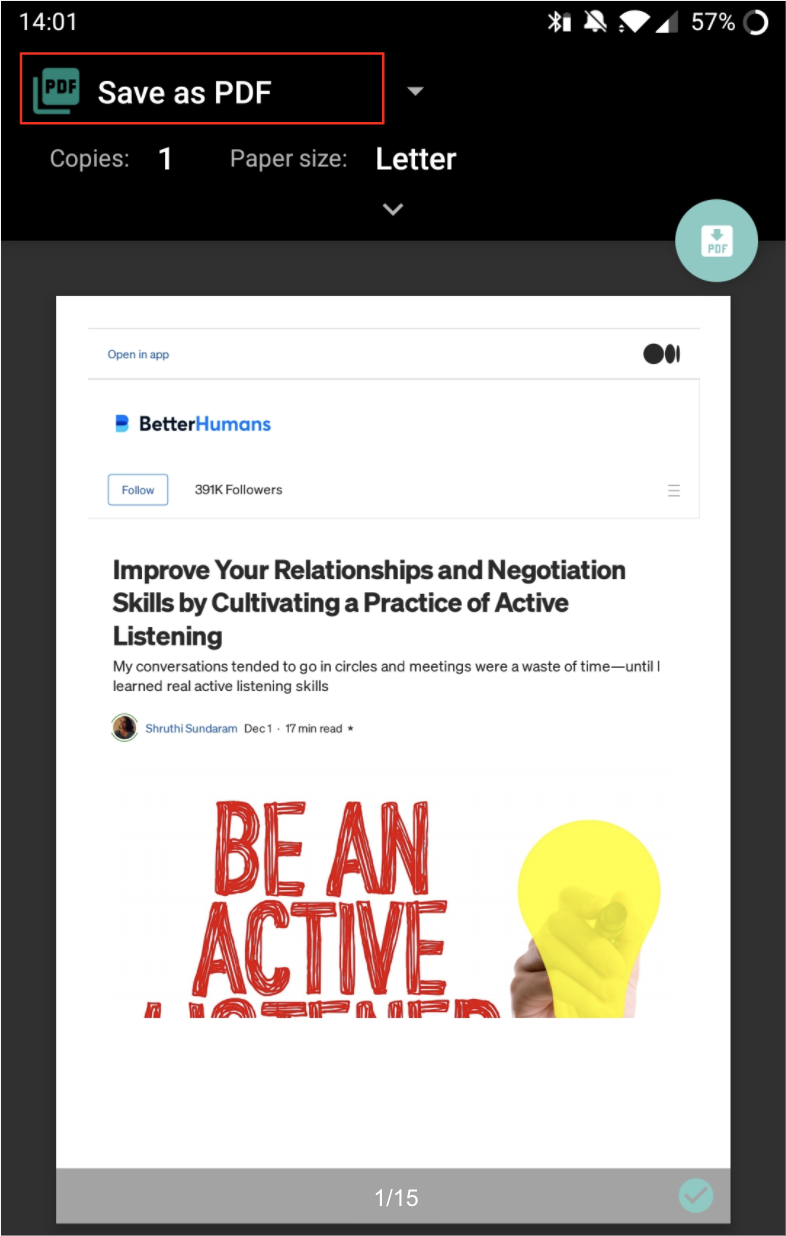 14:01 57%
PDF Save as PDF
Copies: 1 Paper size: Letter
PDF
Open in app
BetterHumans
Follow 391K Followers
Improve Your Relationships and Negotiation
Skills by Cultivating a Practice of Active
Listening
My conversations tended to go in circles and meetings were a waste of time—until I
learned real active listening skills
Shruthi Sundaram Dec 1 · 17 min read ★
BE AN
ACTIVE
LISTENER
1/15